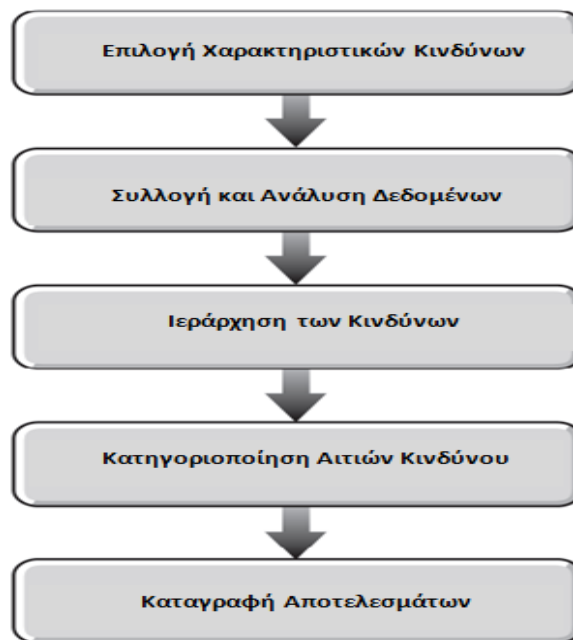 Επιλογή Χαρακτηριστικών Κινδύνων
Συλλογή και Ανάλυση Δεδομένων
Ιεράρχηση των Κινδύνων
Κατηγοριοποίηση Αιτιών Κινδύνου
Καταγραφή Αποτελεσμάτων